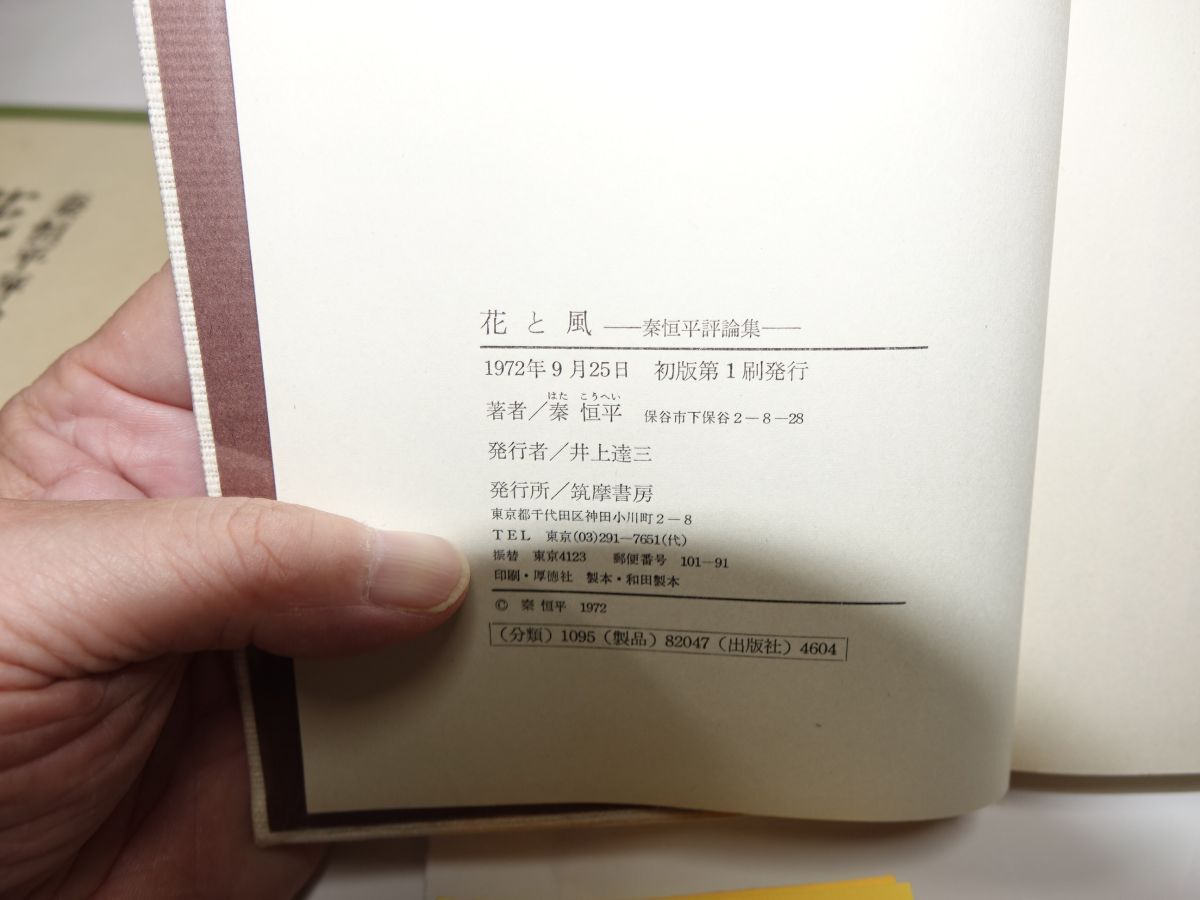 花と風 ――秦恒平評論集――
1972年9月25日 初版第1刷発行
はた こうへい
著者／秦 恒平 保谷市下保谷2－8－28
発行者／井上達三
発行所／筑摩書房
東京都千代田区神田小川町2－8
TEL 東京(03)291－7651(代)
振替 東京4123 郵便番号 101－91
印刷・厚徳社 製本・和田製本
© 秦 恒平 1972
(分類) 1095 (製品) 82047 (出版社) 4604